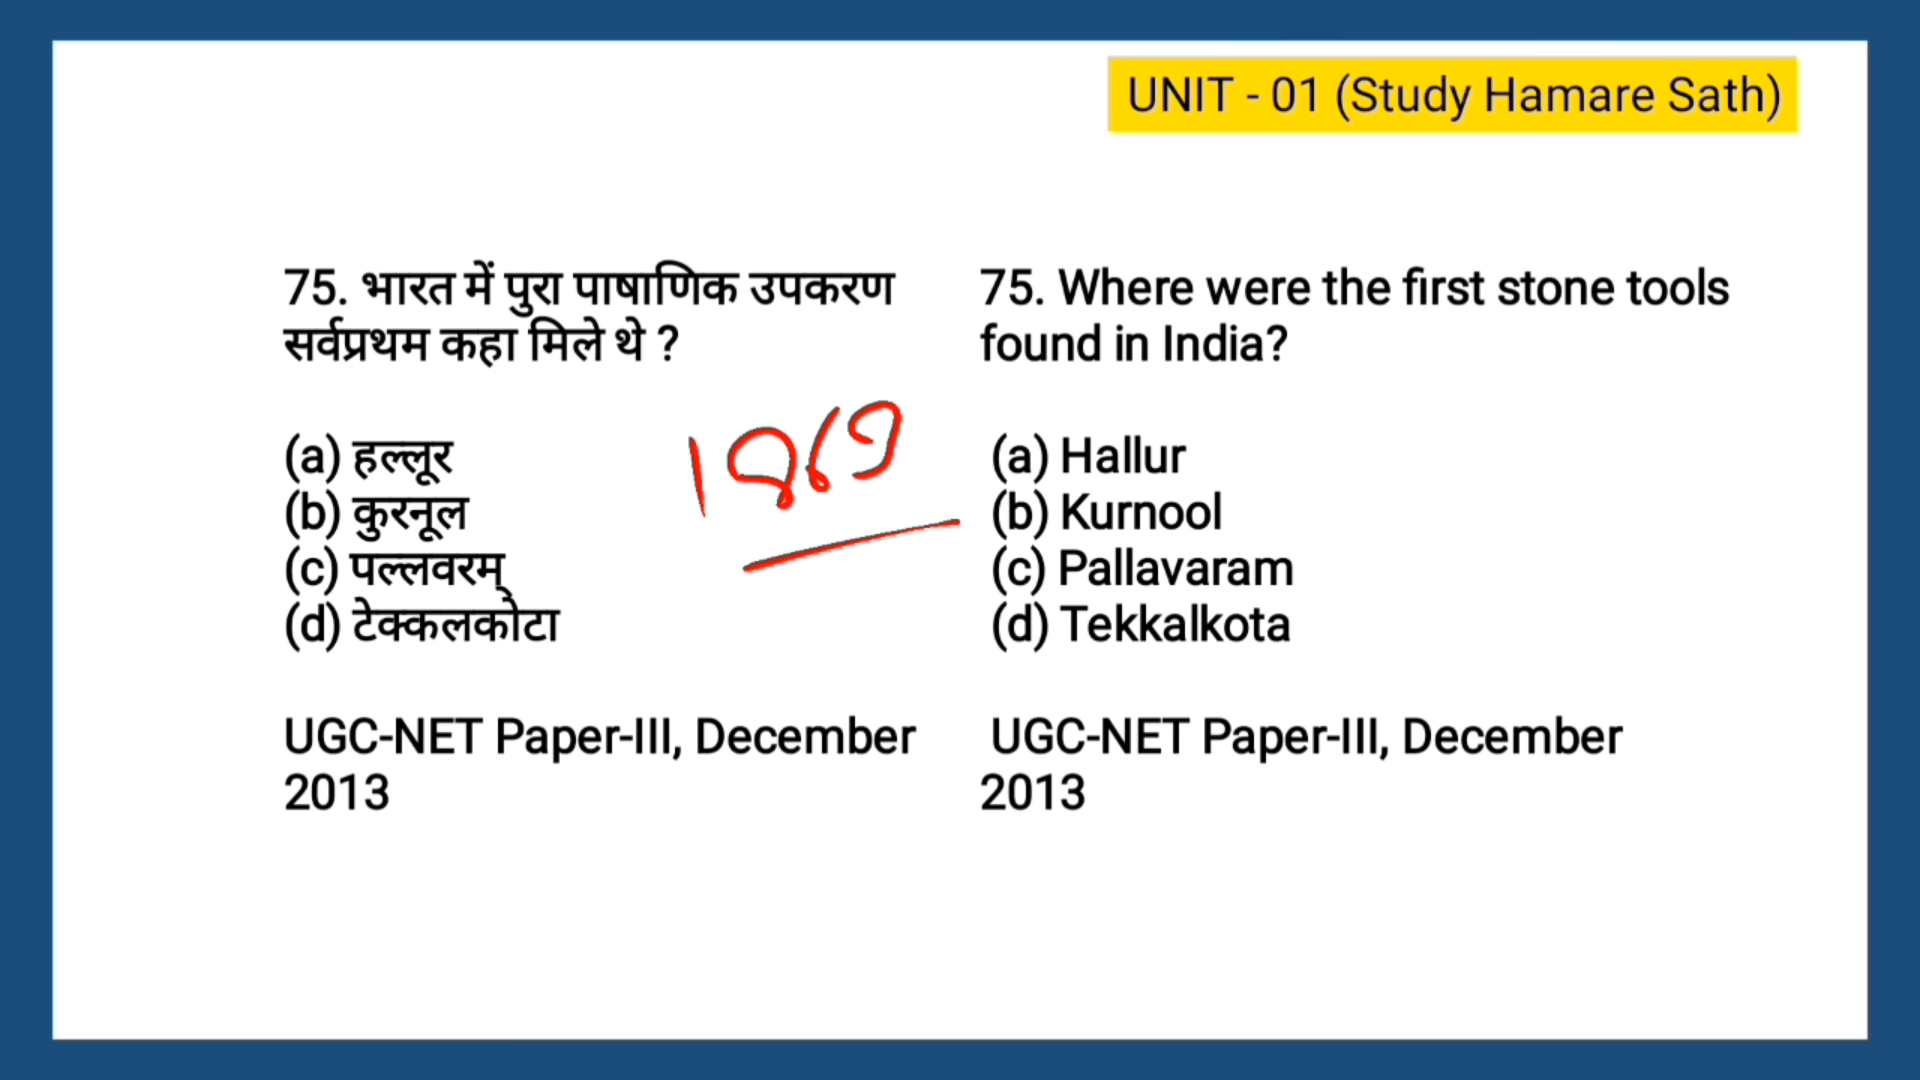 UNIT - 01 (Study Hamare Sath)
75. भारत में पुरा पाषाणिक उपकरण
सर्वप्रथम कहा मिले थे ?
(a) हल्लूर
(b) कुरनूल
(c) पल्लवरम्
(d) टेक्कलकोटा
UGC-NET Paper-III, December
2013
1869
75. Where were the first stone tools
found in India?
(a) Hallur
(b) Kurnool
(c) Pallavaram
(d) Tekkalkota
UGC-NET Paper-III, December
2013